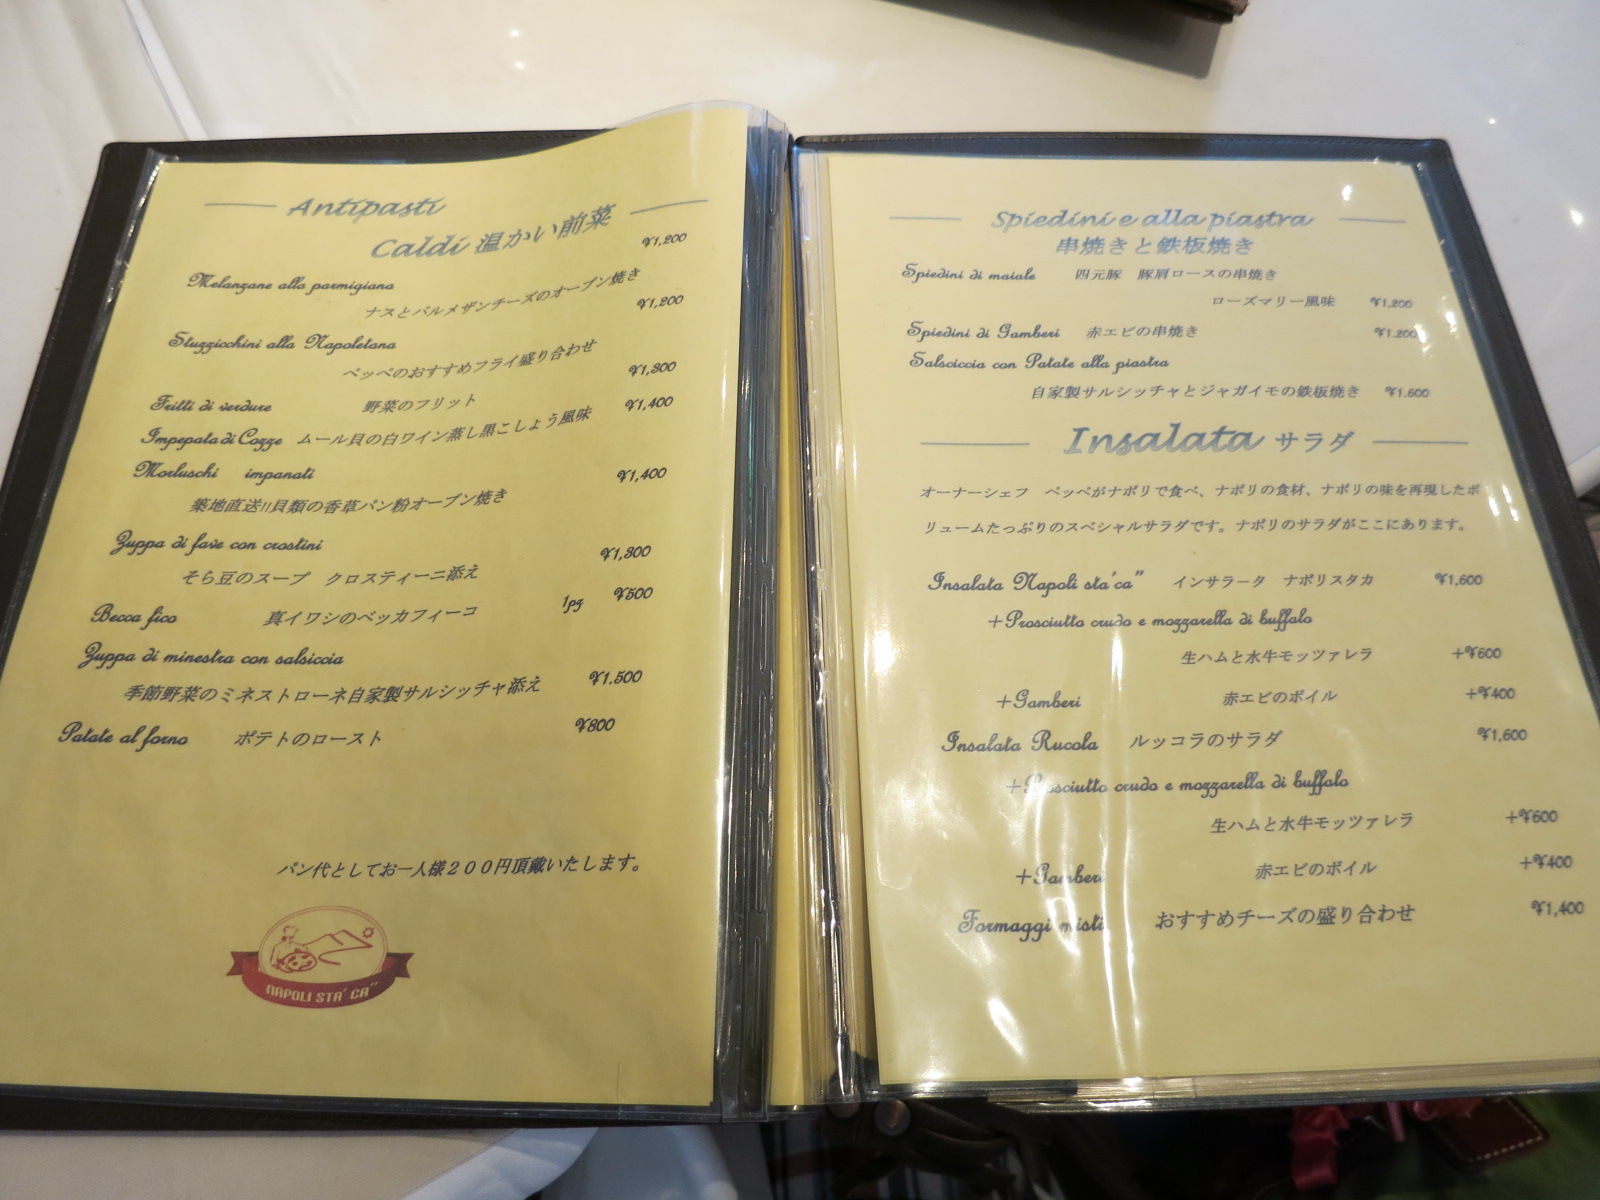 Antipasti
Caldi 温かい前菜
Melanzane alla parmigiana ¥1,200
ナスとパルメザンチーズのオーブン焼き
Stuzzicchini alla Napoletana ¥1,200
ペッペのおすすめフライ盛り合わせ
Fritti di verdure 野菜のフリット ¥1,300
Impepata di Cozze ムール貝の白ワイン蒸し黒こしょう風味 ¥1,400
Morluschi impanati ¥1,400
築地直送!!貝類の香草パン粉オーブン焼き
Zuppa di fave con crostini ¥1,300
そら豆のスープ クロスティーニ添え
Becca fico 真イワシのベッカフィーコ 1pz ¥500
Zuppa di minestra con salsiccia
季節野菜のミネストローネ自家製サルシッチャ添え ¥1,500
Patate al forno ポテトのロースト ¥800
パン代としてお一人様200円頂戴いたします。
NAPOLI STA' CA"
Spiedini e alla piastra
串焼きと鉄板焼き
Spiedini di maiale 四元豚 豚肩ロースの串焼き
ローズマリー風味 ¥1,200
Spiedini di Gamberi 赤エビの串焼き ¥1,200
Salsciccia con Patate alla piastra
自家製サルシッチャとジャガイモの鉄板焼き ¥1,600
Insalata サラダ
オーナーシェフ ペッペがナポリで食べ、ナポリの食材、ナポリの味を再現したボ
リュームたっぷりのスペシャルサラダです。ナポリのサラダがここにあります。
Insalata Napoli sta'ca" インサラータ ナポリスタカ ¥1,600
+Prosciutto crudo e mozzarella di buffalo
生ハムと水牛モッツァレラ +¥600
+Gamberi 赤エビのボイル +¥400
Insalata Rucola ルッコラのサラダ ¥1,600
+Prosciutto crudo e mozzarella di buffalo
生ハムと水牛モッツァレラ +¥600
+Gamberi 赤エビのボイル +¥400
Formaggi misti おすすめチーズの盛り合わせ ¥1,400